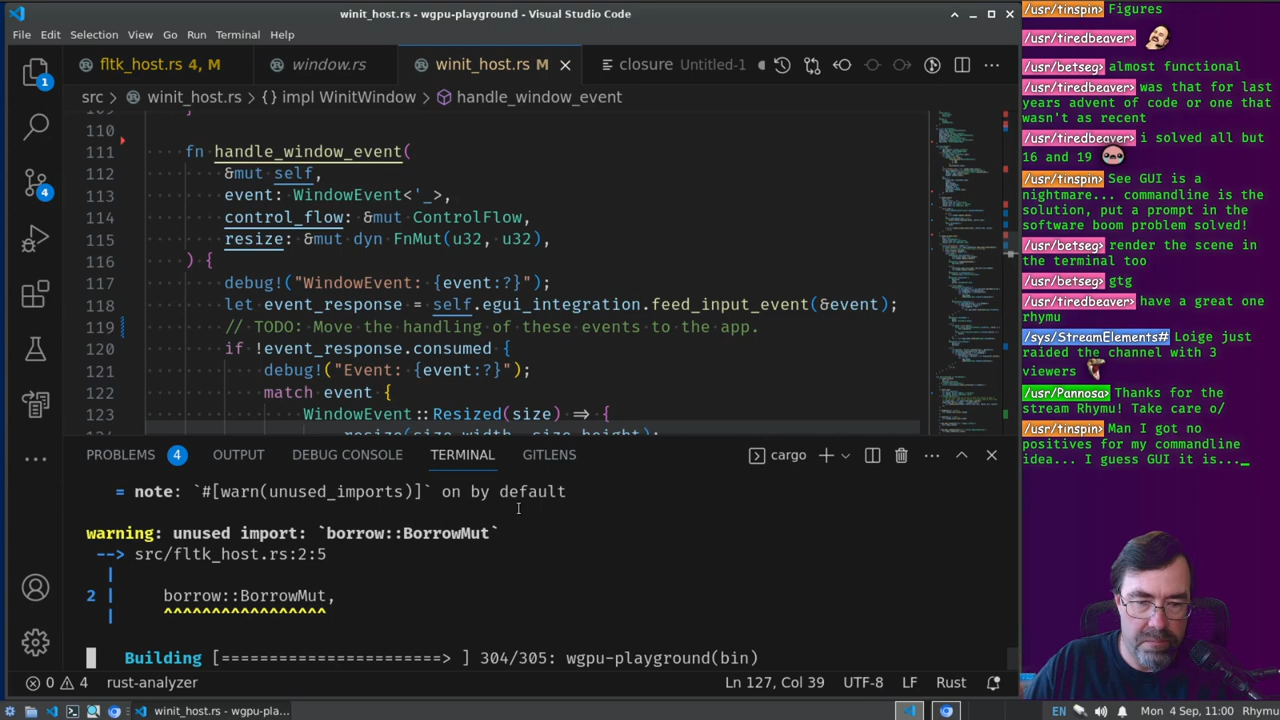 winit_host.rs - wgpu-playground - Visual Studio Code
File Edit Selection View Go Run Terminal Help
fltk_host.rs 4, M
window.rs
winit_host.rs M
closure Untitled-1
src > winit_host.rs > {} impl WinitWindow > handle_window_event
110
111 fn handle_window_event(
112 &mut self,
113 event: WindowEvent<'_>,
114 control_flow: &mut ControlFlow,
115 resize: &mut dyn FnMut(u32, u32),
116 ) {
117 debug!("WindowEvent: {event:?}");
118 let event_response = self.egui_integration.feed_input_event(&event);
119 // TODO: Move the handling of these events to the app.
120 if event_response.consumed {
121 debug!("Event: {event:?}");
122 match event {
123 WindowEvent::Resized(size) => {
resize(size.width, size.height);
PROBLEMS 4 OUTPUT DEBUG CONSOLE TERMINAL GITLENS
cargo
= note: `#[warn(unused_imports)]` on by default
warning: unused import: `borrow::BorrowMut`
--> src/fltk_host.rs:2:5
|
2 | borrow::BorrowMut,
| ^^^^^^^^^^^^^^^^^
Building [=======================> ] 304/305: wgpu-playground(bin)
0 4 rust-analyzer
Ln 127, Col 39 UTF-8 LF Rust
winit_host.rs - wgpu-pla...
EN
Mon 4 Sep, 11:00 Rhymu
1
4
/usr/tinspin> Figures
/usr/tiredbeaver>
/usr/betseg> almost functional
/usr/tiredbeaver> was that for last
years advent of code or one that
wasn't as recent
/usr/tiredbeaver> i solved all but
16 and 19
/usr/tinspin> See GUI is a
nightmare... commandline is the
solution, put a prompt in the
software boom problem solved!
/usr/betseg> render the scene in
the terminal too
/usr/betseg> gtg
/usr/tiredbeaver> have a great one
rhymu
/sys/StreamElements# Loige just
raided the channel with 3
viewers
/usr/Pannosa> Thanks for the
stream Rhymu! Take care o/
/usr/tinspin> Man I got no
positives for my commandline
idea... I guess GUI it is..._